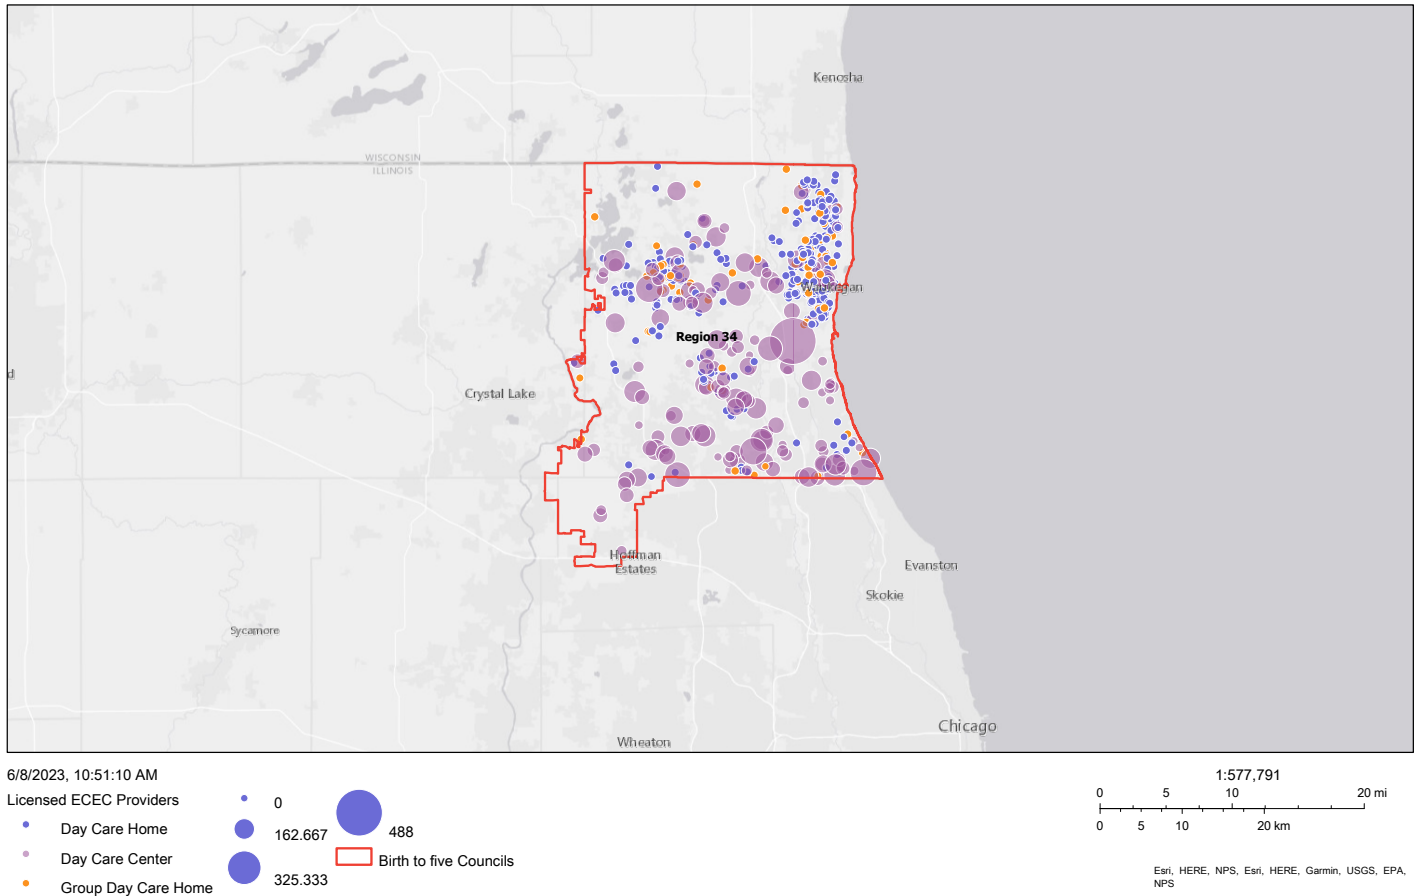 Kenosha
WISCONSIN
ILLINOIS
Waukegan
Region 34
d
Crystal Lake
Hoffman
Estates
Evanston
Skokie
Sycamore
Chicago
Wheaton
6/8/2023, 10:51:10 AM
Licensed ECEC Providers
Day Care Home
Day Care Center
Group Day Care Home
0
162.667
325.333
488
Birth to five Councils
1:577,791
0 5 10 20 mi
0 5 10 20 km
Esri, HERE, NPS, Esri, HERE, Garmin, USGS, EPA,
NPS